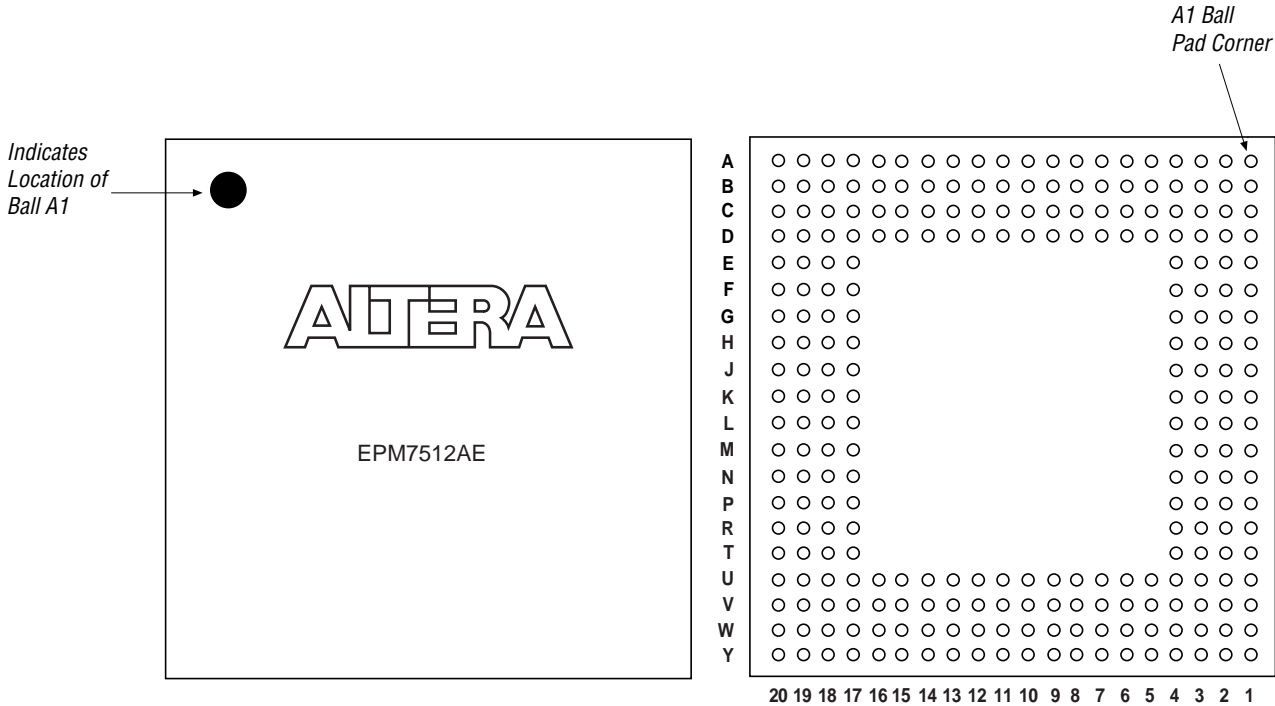 A1 Ball
Pad Corner
Indicates
Location of
Ball A1
ALTERA
EPM7512AE
A
B
C
D
E
F
G
H
J
K
L
M
N
P
R
T
U
V
W
Y
20 19 18 17 16 15 14 13 12 11 10 9 8 7 6 5 4 3 2 1